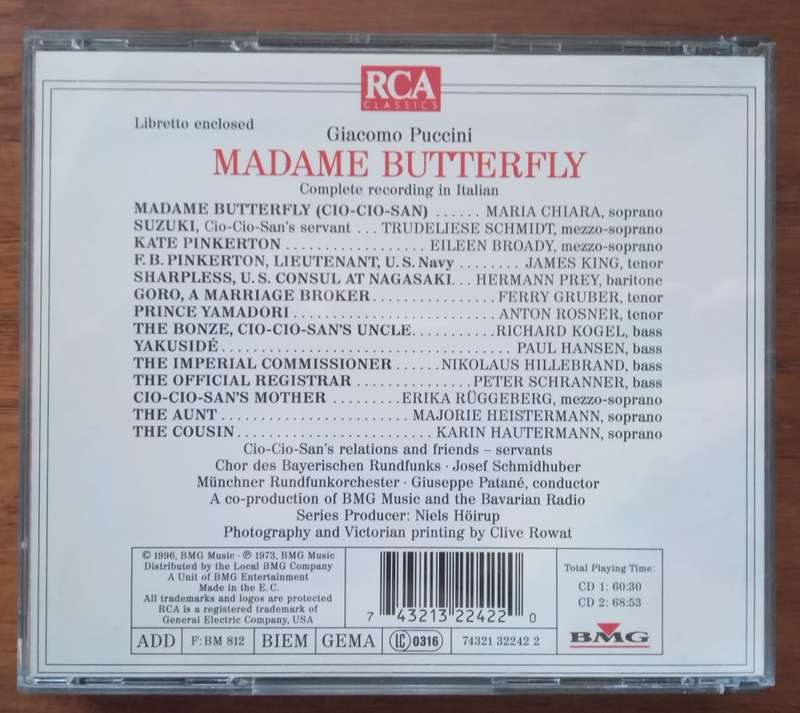 RCA
CLASSICS
Libretto enclosed
Giacomo Puccini
MADAME BUTTERFLY
Complete recording in Italian
MADAME BUTTERFLY (CIO-CIO-SAN) ...... MARIA CHIARA, soprano
SUZUKI, Cio-Cio-San's servant ... TRUDELIESE SCHMIDT, mezzo-soprano
KATE PINKERTON ................. EILEEN BROADY, mezzo-soprano
F. B. PINKERTON, LIEUTENANT, U. S. Navy ........ JAMES KING, tenor
SHARPLESS, U. S. CONSUL AT NAGASAKI... HERMANN PREY, baritone
GORO, A MARRIAGE BROKER............... FERRY GRUBER, tenor
PRINCE YAMADORI ......................... ANTON ROSNER, tenor
THE BONZE, CIO-CIO-SAN'S UNCLE..........RICHARD KOGEL, bass
YAKUSIDÉ................................... PAUL HANSEN, bass
THE IMPERIAL COMMISSIONER ......NIKOLAUS HILLEBRAND, bass
THE OFFICIAL REGISTRAR ...............PETER SCHRANNER, bass
CIO-CIO-SAN'S MOTHER .........ERIKA RÜGGEBERG, mezzo-soprano
THE AUNT ....................... MAJORIE HEISTERMANN, soprano
THE COUSIN........................ KARIN HAUTERMANN, soprano
Cio-Cio-San's relations and friends – servants
Chor des Bayerischen Rundfunks · Josef Schmidhuber
Münchner Rundfunkorchester · Giuseppe Patané, conductor
A co-production of BMG Music and the Bavarian Radio
Series Producer: Niels Höirup
Photography and Victorian printing by Clive Rowat
© 1996, BMG Music · ℗ 1973, BMG Music
Distributed by the Local BMG Company
A Unit of BMG Entertainment
Made in the E. C.
All trademarks and logos are protected
RCA is a registered trademark of
General Electric Company, USA
7 43213 22422 0
Total Playing Time:
CD 1: 60:30
CD 2: 68:53
BMG
ADD
F: BM 812
BIEM
GEMA
LC 0316
74321 32242 2